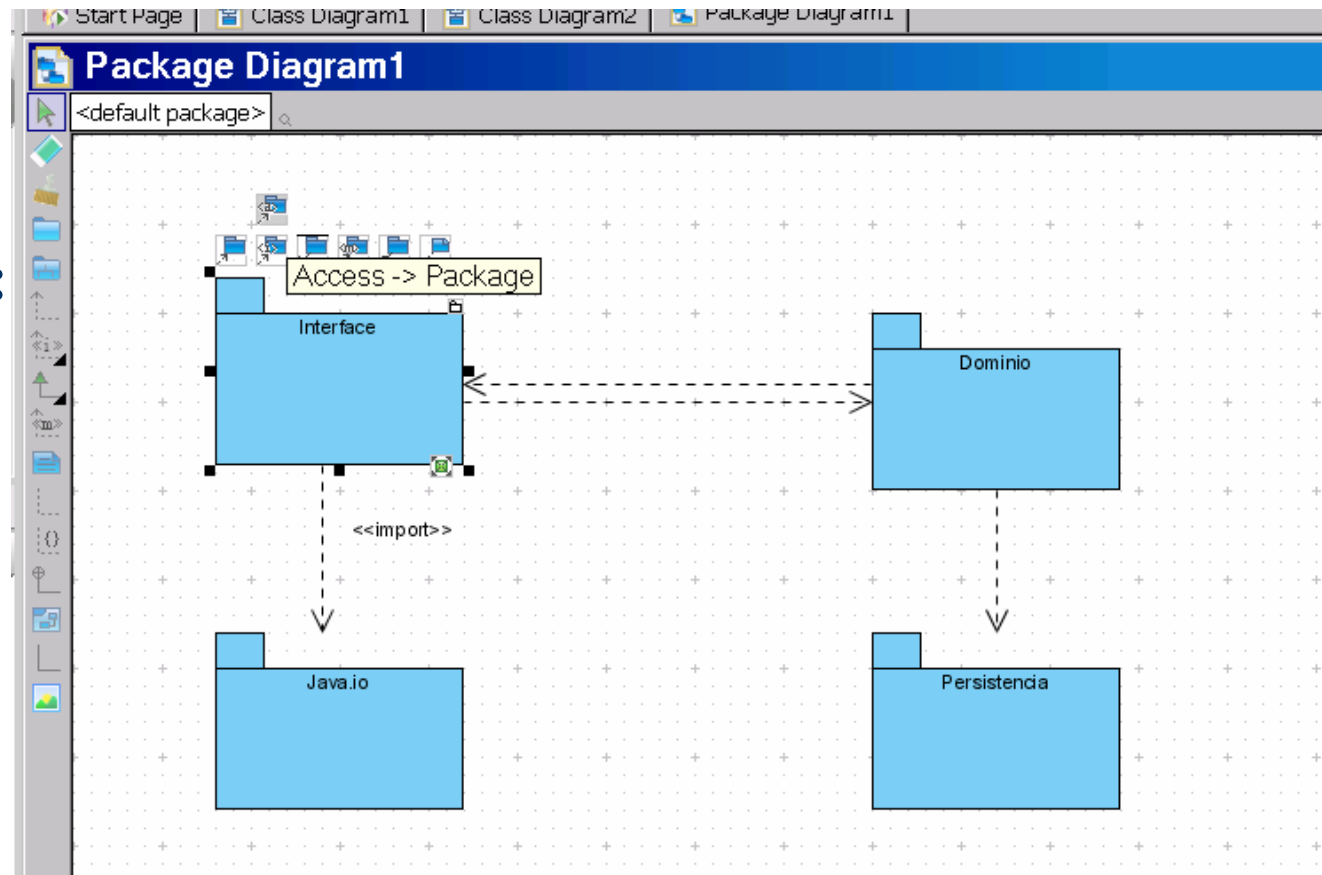 Start Page
Class Diagram1
Class Diagram2
Package Diagram1
Package Diagram1
<default package>
Access -> Package
Interface
Dominio
<<import>>
Java.io
Persistencia